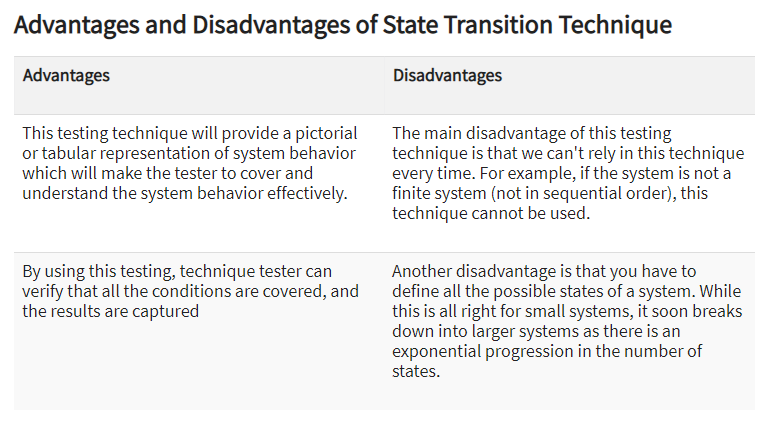 Advantages and Disadvantages of State Transition Technique
Advantages
Disadvantages
This testing technique will provide a pictorial
or tabular representation of system behavior
which will make the tester to cover and
understand the system behavior effectively.
The main disadvantage of this testing
technique is that we can't rely in this technique
every time. For example, if the system is not a
finite system (not in sequential order), this
technique cannot be used.
By using this testing, technique tester can
verify that all the conditions are covered, and
the results are captured
Another disadvantage is that you have to
define all the possible states of a system. While
this is all right for small systems, it soon breaks
down into larger systems as there is an
exponential progression in the number of
states.